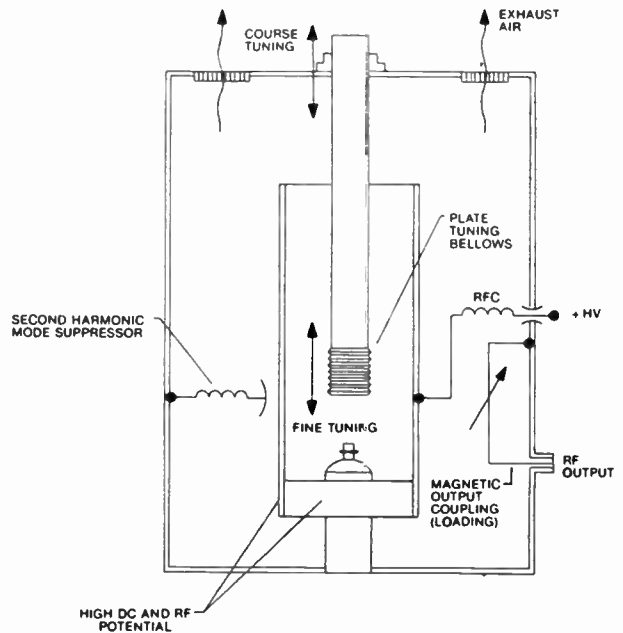 COURSE
TUNING
EXHAUST
AIR
PLATE
TUNING
BELLOWS
RFC
+ HV
SECOND HARMONIC
MODE SUPPRESSOR
FINE TUNING
RF
OUTPUT
MAGNETIC
OUTPUT
COUPLING
(LOADING)
HIGH DC AND RF
POTENTIAL